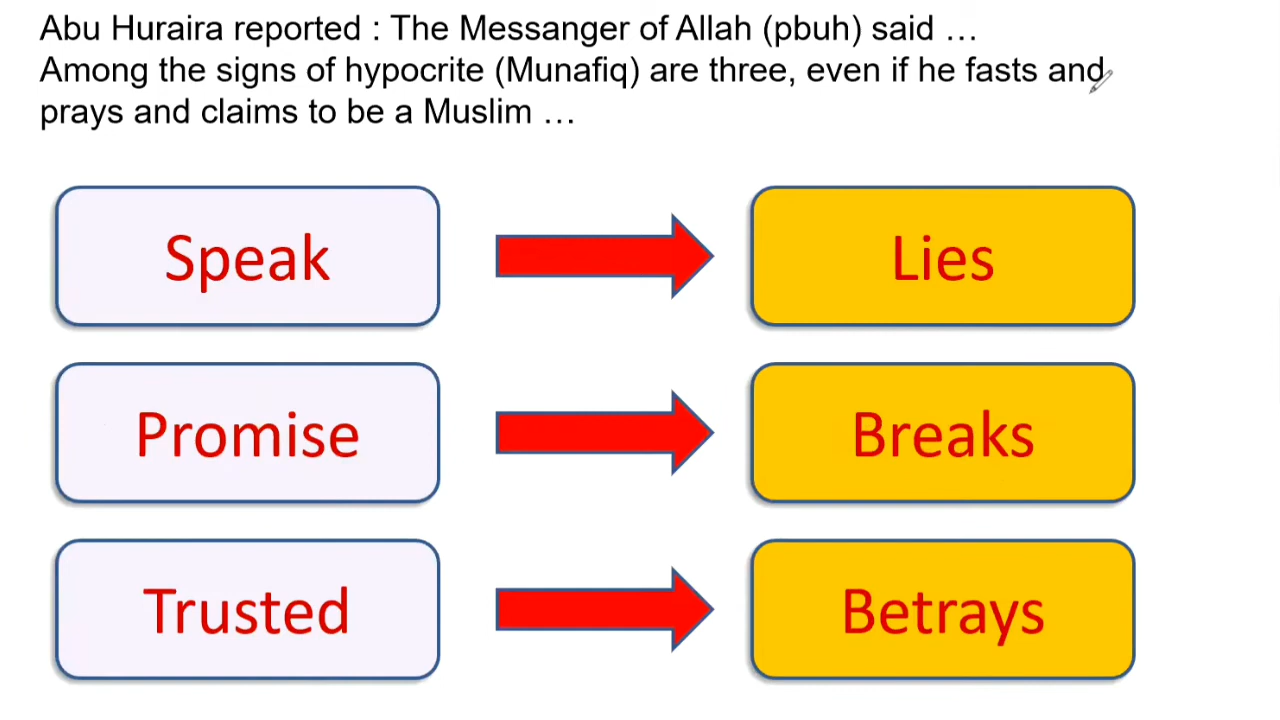 Abu Huraira reported : The Messanger of Allah (pbuh) said ...
Among the signs of hypocrite (Munafiq) are three, even if he fasts and
prays and claims to be a Muslim ...
Speak
Lies
Promise
Breaks
Trusted
Betrays